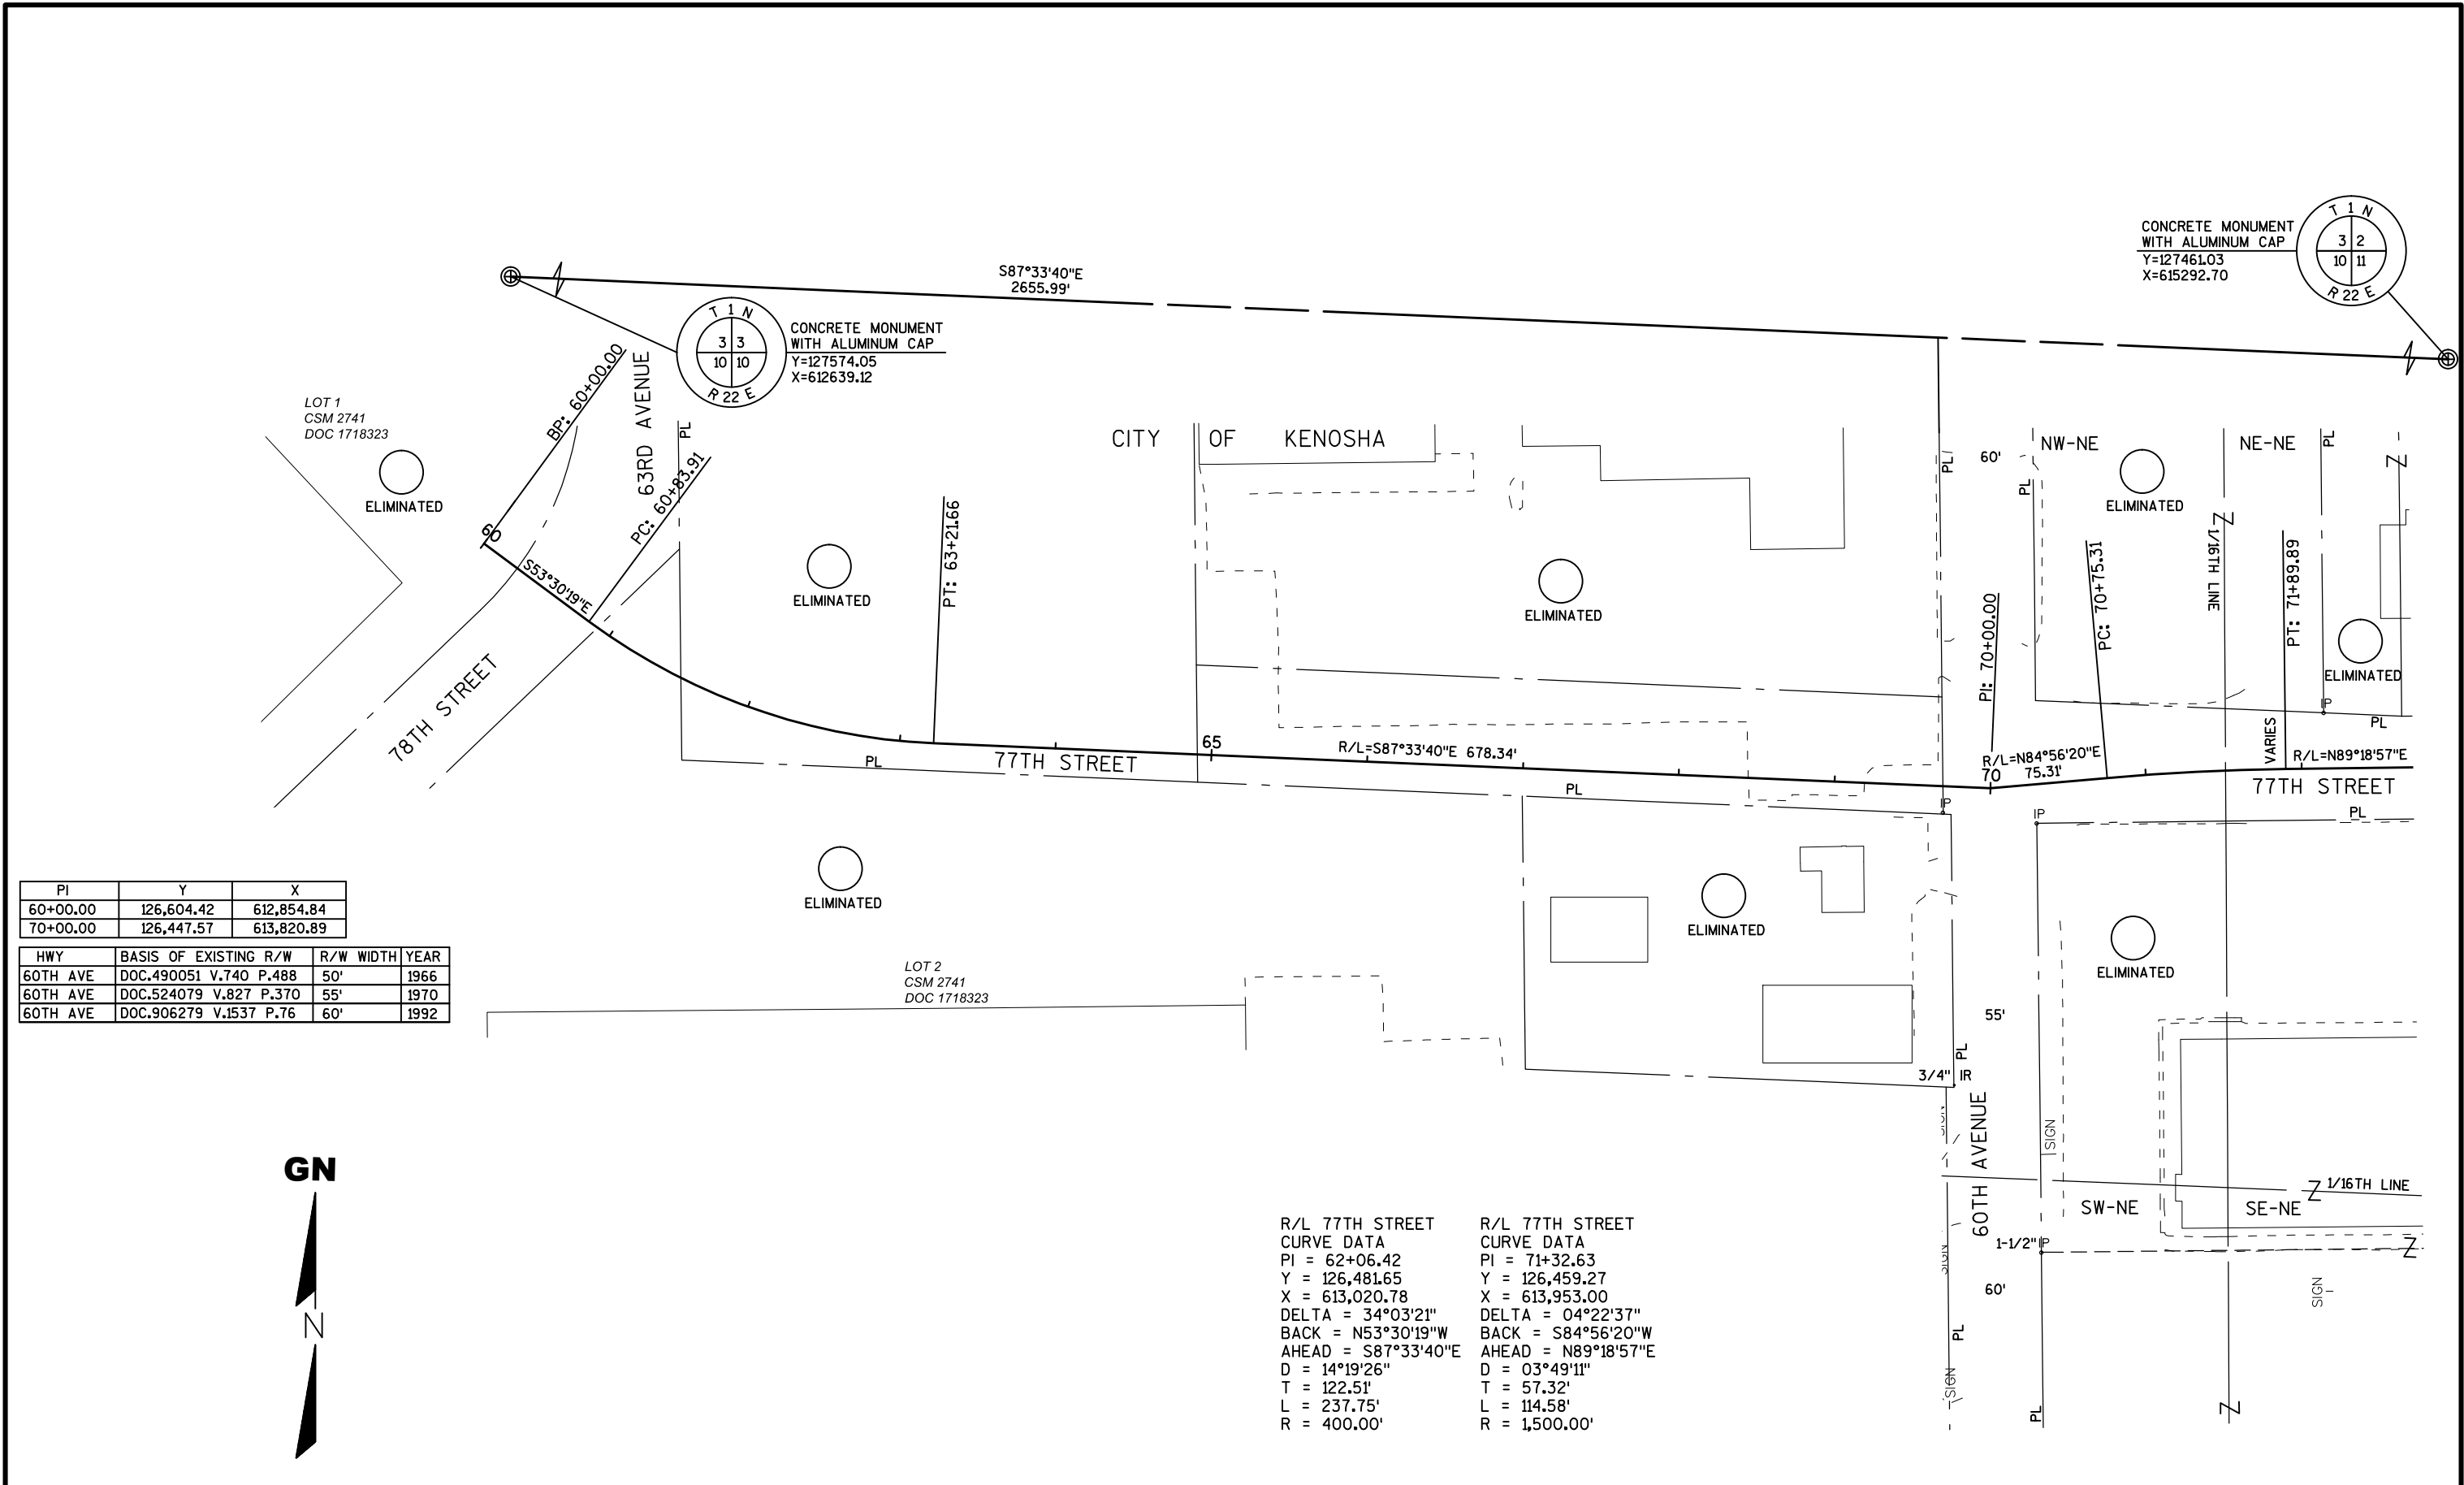 CONCRETE MONUMENT
WITH ALUMINUM CAP
Y=127461.03
X=615292.70
T 1 N
3 2
10 11
R 22 E
S87°33'40"E
2655.99'
T 1 N
3 3
10 10
R 22 E
CONCRETE MONUMENT
WITH ALUMINUM CAP
Y=127574.05
X=612639.12
LOT 1
CSM 2741
DOC 1718323
ELIMINATED
BP: 60+00.00
63RD AVENUE
PL
PC: 60+83.91
60
S53°30'19"E
78TH STREET
ELIMINATED
PT: 63+21.66
CITY OF KENOSHA
ELIMINATED
PL
60'
PL
NW-NE
NE-NE
PL
Z
ELIMINATED
Z
1/16TH LINE
PI: 70+00.00
PC: 70+75.31
PT: 71+89.89
ELIMINATED
IP
PL
VARIES
PL
77TH STREET
65
R/L=S87°33'40"E 678.34'
R/L=N84°56'20"E
75.31'
70
R/L=N89°18'57"E
77TH STREET
PL
IP
IP
PL
ELIMINATED
ELIMINATED
ELIMINATED
PI Y X
60+00.00 126,604.42 612,854.84
70+00.00 126,447.57 613,820.89
HWY BASIS OF EXISTING R/W R/W WIDTH YEAR
60TH AVE DOC.490051 V.740 P.488 50' 1966
60TH AVE DOC.524079 V.827 P.370 55' 1970
60TH AVE DOC.906279 V.1537 P.76 60' 1992
LOT 2
CSM 2741
DOC 1718323
55'
PL
3/4" IR
SIGN
60TH AVENUE
SIGN
Z
1/16TH LINE
SW-NE
SE-NE
1-1/2" IP
Z
SIGN
60'
SIGN
PL
SIGN
PL
Z
GN
N
R/L 77TH STREET
CURVE DATA
PI = 62+06.42
Y = 126,481.65
X = 613,020.78
DELTA = 34°03'21"
BACK = N53°30'19"W
AHEAD = S87°33'40"E
D = 14°19'26"
T = 122.51'
L = 237.75'
R = 400.00'
R/L 77TH STREET
CURVE DATA
PI = 71+32.63
Y = 126,459.27
X = 613,953.00
DELTA = 04°22'37"
BACK = S84°56'20"W
AHEAD = N89°18'57"E
D = 03°49'11"
T = 57.32'
L = 114.58'
R = 1,500.00'